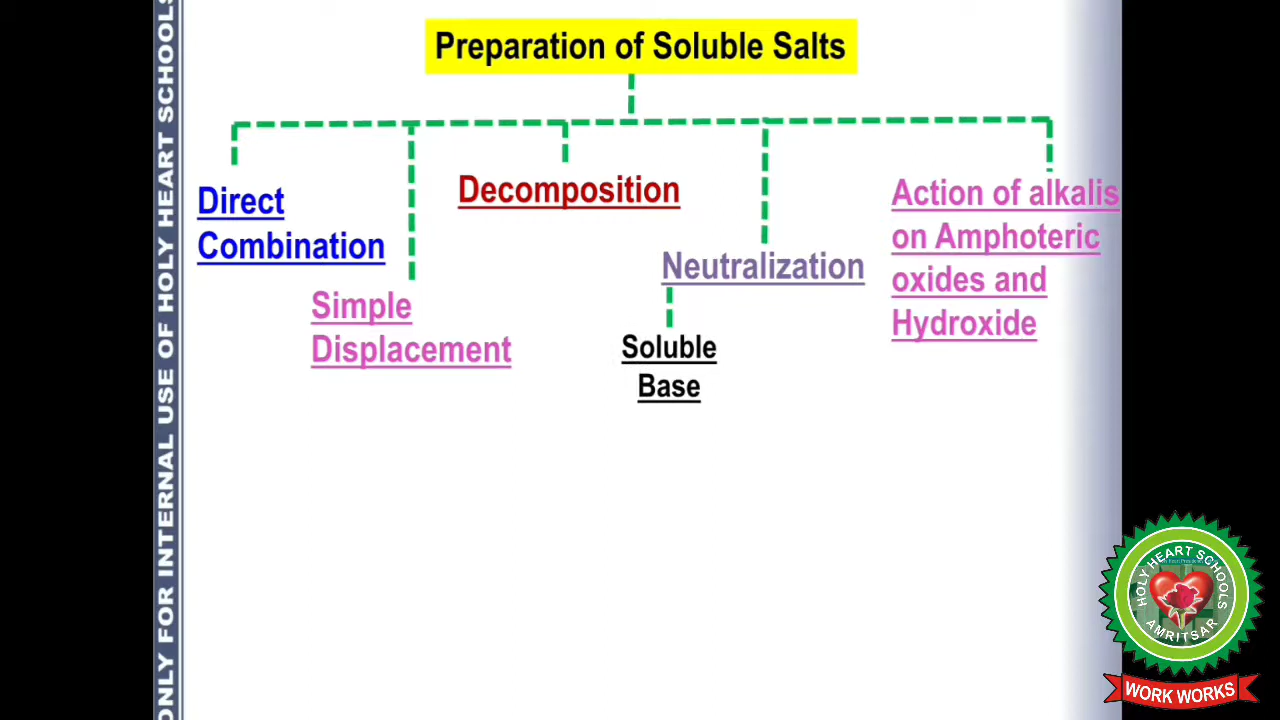 Preparation of Soluble Salts
Direct
Combination
Simple
Displacement
Decomposition
Neutralization
Soluble
Base
Action of alkalis
on Amphoteric
oxides and
Hydroxide
ONLY FOR INTERNAL USE OF HOLY HEART SCHOOLS
HOLY HEART SCHOOLS
AMRITSAR
WORK WORKS